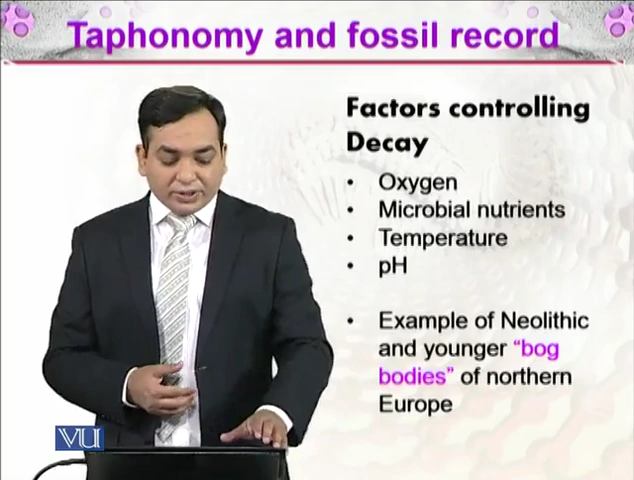 Taphonomy and fossil record
Factors controlling
Decay
• Oxygen
• Microbial nutrients
• Temperature
• pH
• Example of Neolithic
and younger “bog
bodies” of northern
Europe
VU